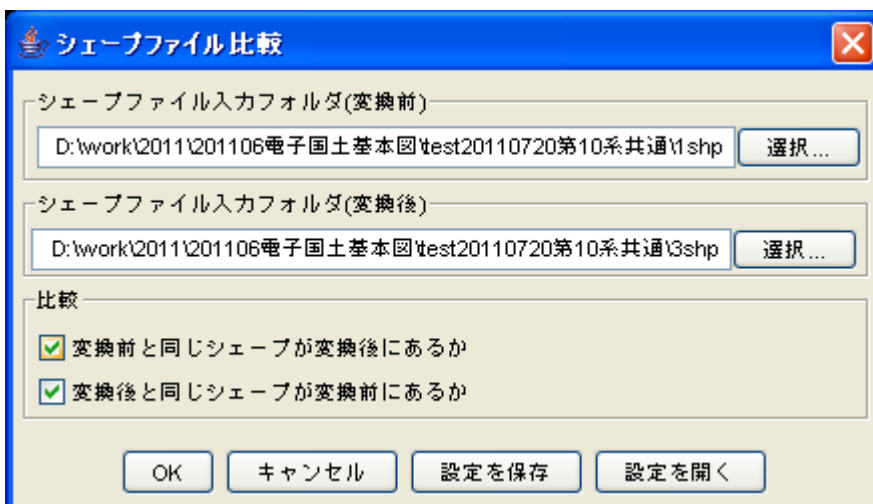 シェープファイル比較
シェープファイル入力フォルダ(変換前)
D:\work\2011\201106電子国土基本図\test20110720第10系共通\1shp 選択...
シェープファイル入力フォルダ(変換後)
D:\work\2011\201106電子国土基本図\test20110720第10系共通\3shp 選択...
比較
変換前と同じシェープが変換後にあるか
変換後と同じシェープが変換前にあるか
OK キャンセル 設定を保存 設定を開く